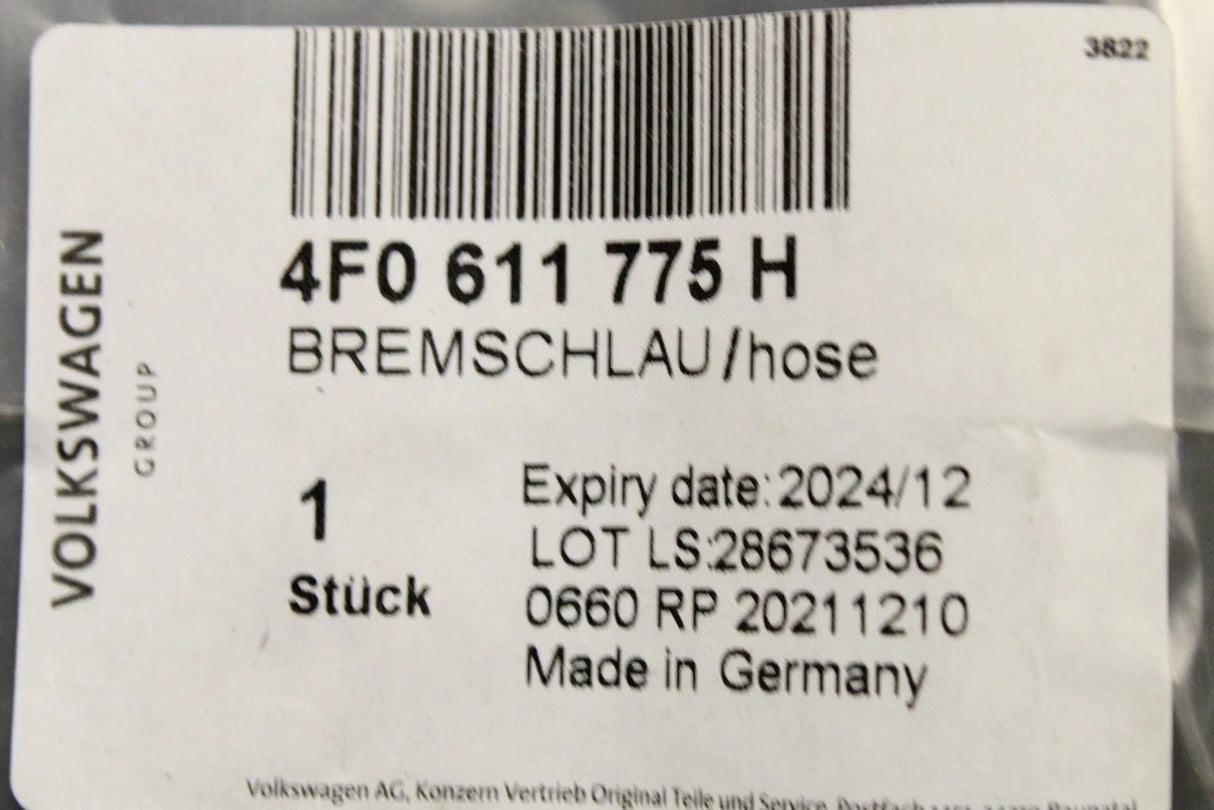 3822
4F0 611 775 H
BREMSCHLAU/hose
VOLKSWAGEN
GROUP
1
Stück
Expiry date:2024/12
LOT LS:28673536
0660 RP 20211210
Made in Germany
Volkswagen AG, Konzern Vertrieb Original Teile und Service, Postfach